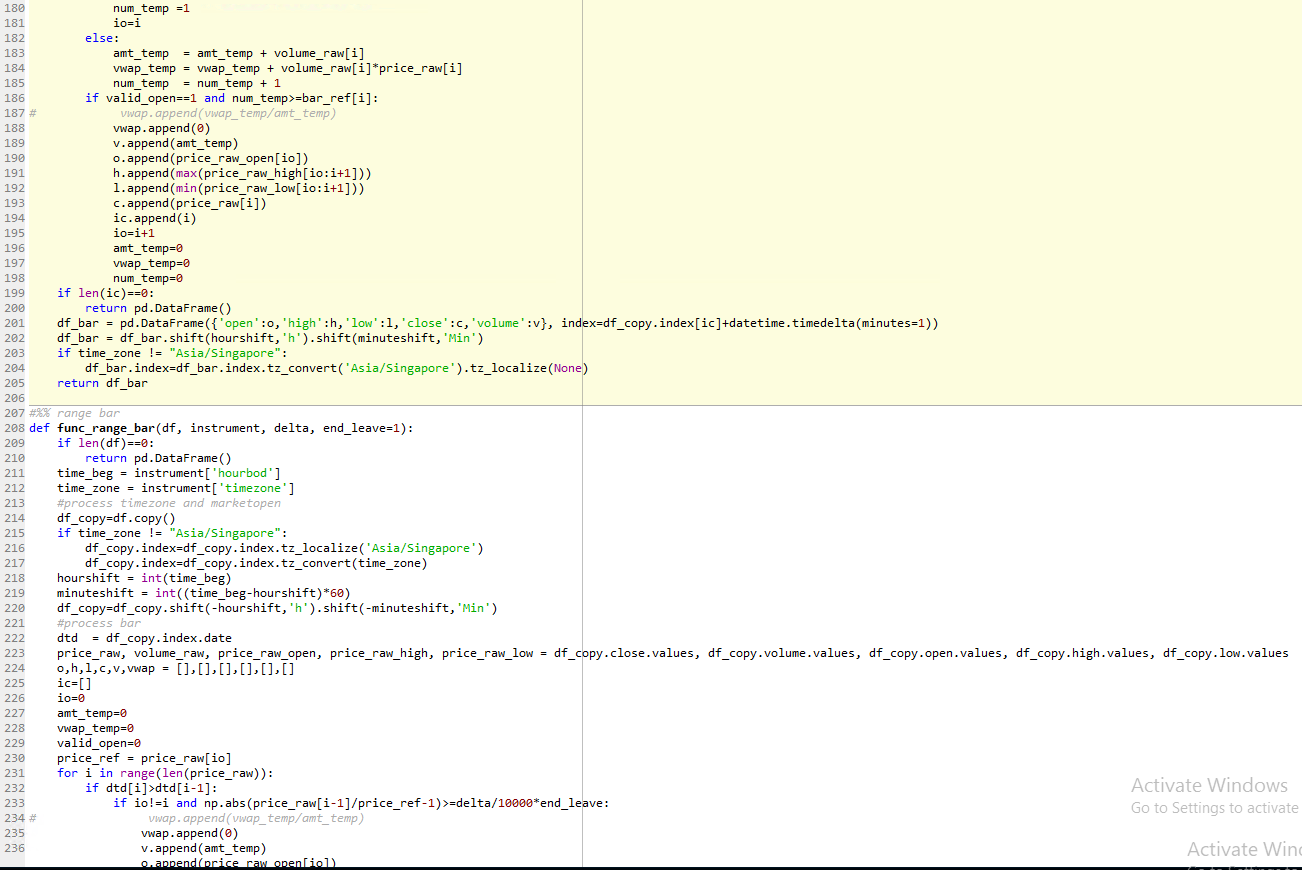 180            num_temp =1
181            io=i
182        else:
183            amt_temp  = amt_temp + volume_raw[i]
184            vwap_temp = vwap_temp + volume_raw[i]*price_raw[i]
185            num_temp  = num_temp + 1
186        if valid_open==1 and num_temp>=bar_ref[i]:
187 #            vwap.append(vwap_temp/amt_temp)
188            vwap.append(0)
189            v.append(amt_temp)
190            o.append(price_raw_open[io])
191            h.append(max(price_raw_high[io:i+1]))
192            l.append(min(price_raw_low[io:i+1]))
193            c.append(price_raw[i])
194            ic.append(i)
195            io=i+1
196            amt_temp=0
197            vwap_temp=0
198            num_temp=0
199    if len(ic)==0:
200        return pd.DataFrame()
201    df_bar = pd.DataFrame({'open':o,'high':h,'low':l,'close':c,'volume':v}, index=df_copy.index[ic]+datetime.timedelta(minutes=1))
202    df_bar = df_bar.shift(hourshift,'h').shift(minuteshift,'Min')
203    if time_zone != "Asia/Singapore":
204        df_bar.index=df_bar.index.tz_convert('Asia/Singapore').tz_localize(None)
205    return df_bar
206
207 #%% range bar
208 def func_range_bar(df, instrument, delta, end_leave=1):
209    if len(df)==0:
210        return pd.DataFrame()
211    time_beg = instrument['hourbod']
212    time_zone = instrument['timezone']
213    #process timezone and marketopen
214    df_copy=df.copy()
215    if time_zone != "Asia/Singapore":
216        df_copy.index=df_copy.index.tz_localize('Asia/Singapore')
217        df_copy.index=df_copy.index.tz_convert(time_zone)
218    hourshift = int(time_beg)
219    minuteshift = int((time_beg-hourshift)*60)
220    df_copy=df_copy.shift(-hourshift,'h').shift(-minuteshift,'Min')
221    #process bar
222    dtd  = df_copy.index.date
223    price_raw, volume_raw, price_raw_open, price_raw_high, price_raw_low = df_copy.close.values, df_copy.volume.values, df_copy.open.values, df_copy.high.values, df_copy.low.values
224    o,h,l,c,v,vwap = [],[],[],[],[],[]
225    ic=[]
226    io=0
227    amt_temp=0
228    vwap_temp=0
229    valid_open=0
230    price_ref = price_raw[io]
231    for i in range(len(price_raw)):
232        if dtd[i]>dtd[i-1]:
233            if io!=i and np.abs(price_raw[i-1]/price_ref-1)>=delta/10000*end_leave:
234 #                vwap.append(vwap_temp/amt_temp)
235                vwap.append(0)
236                v.append(amt_temp)
                o.append(price_raw_open[io])
Activate Windows
Go to Settings to activate
Activate Win